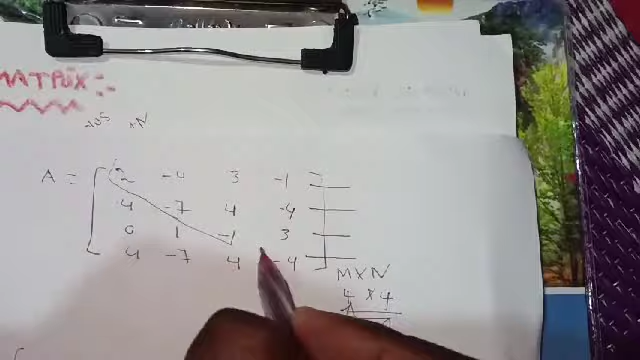 MATRIX:-
A = [ 2 -4 3 -1
4 -7 4 -4
0 1 -1 3
4 -7 4 -4 ]
M×N
4 × 4